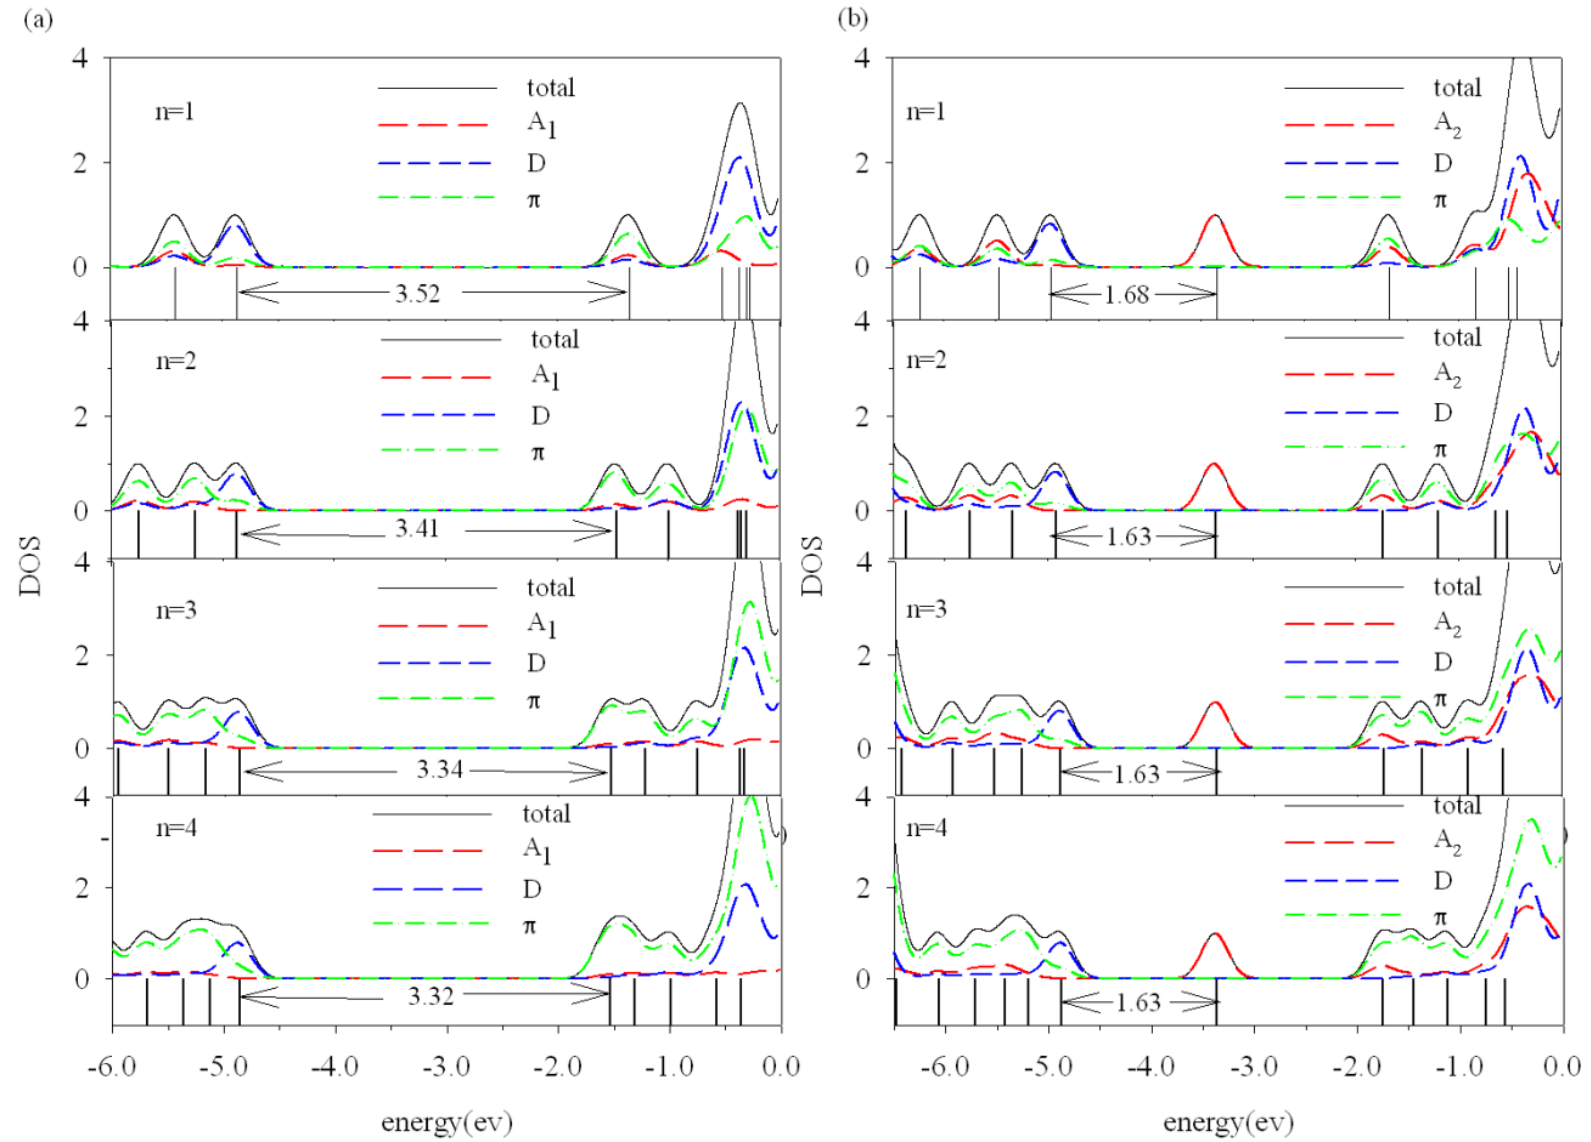 (a)
DOS
4
2
0
n=1
total
A1
D
π
3.52
4
2
0
n=2
total
A1
D
π
3.41
4
2
0
n=3
total
A1
D
π
3.34
4
2
0
n=4
total
A1
D
π
3.32
-6.0 -5.0 -4.0 -3.0 -2.0 -1.0 0.0
energy(ev)
(b)
DOS
4
2
0
n=1
total
A2
D
π
1.68
4
2
0
n=2
total
A2
D
π
1.63
4
2
0
n=3
total
A2
D
π
1.63
4
2
0
n=4
total
A2
D
π
1.63
-6.0 -5.0 -4.0 -3.0 -2.0 -1.0 0.0
energy(ev)